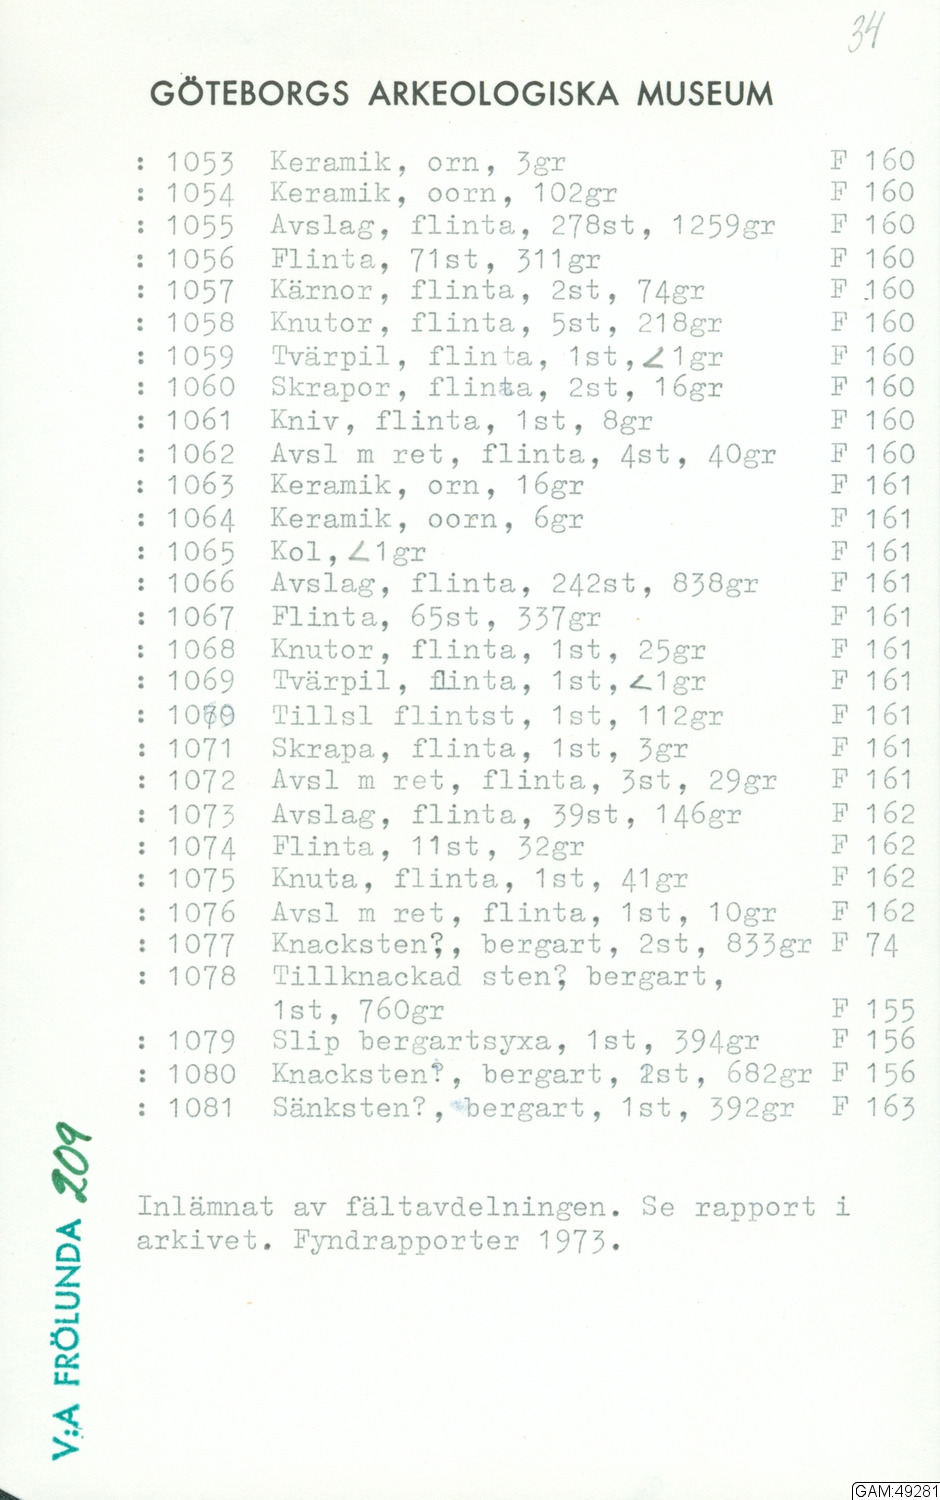 34
GÖTEBORGS ARKEOLOGISKA MUSEUM
: 1053 Keramik, orn, 3gr F 160
: 1054 Keramik, oorn, 102gr F 160
: 1055 Avslag, flinta, 278st, 1259gr F 160
: 1056 Flinta, 71st, 311gr F 160
: 1057 Kärnor, flinta, 2st, 74gr F 160
: 1058 Knutor, flinta, 5st, 218gr F 160
: 1059 Tvärpil, flinta, 1st,<1gr F 160
: 1060 Skrapor, flinta, 2st, 16gr F 160
: 1061 Kniv, flinta, 1st, 8gr F 160
: 1062 Avsl m ret, flinta, 4st, 40gr F 160
: 1063 Keramik, orn, 16gr F 161
: 1064 Keramik, oorn, 6gr F 161
: 1065 Kol,<1gr F 161
: 1066 Avslag, flinta, 242st, 838gr F 161
: 1067 Flinta, 65st, 337gr F 161
: 1068 Knutor, flinta, 1st, 25gr F 161
: 1069 Tvärpil, flinta, 1st,<1gr F 161
: 1070 Tillsl flintst, 1st, 112gr F 161
: 1071 Skrapa, flinta, 1st, 3gr F 161
: 1072 Avsl m ret, flinta, 3st, 29gr F 161
: 1073 Avslag, flinta, 39st, 146gr F 162
: 1074 Flinta, 11st, 32gr F 162
: 1075 Knuta, flinta, 1st, 41gr F 162
: 1076 Avsl m ret, flinta, 1st, 10gr F 162
: 1077 Knacksten?, bergart, 2st, 833gr F 74
: 1078 Tillknackad sten? bergart,
1st, 760gr F 155
: 1079 Slip bergartsyxa, 1st, 394gr F 156
: 1080 Knacksten?, bergart, 2st, 682gr F 156
: 1081 Sänksten?, bergart, 1st, 392gr F 163
Inlämnat av fältavdelningen. Se rapport i
arkivet. Fyndrapporter 1973.
V:A FRÖLUNDA 209
GAM:49281